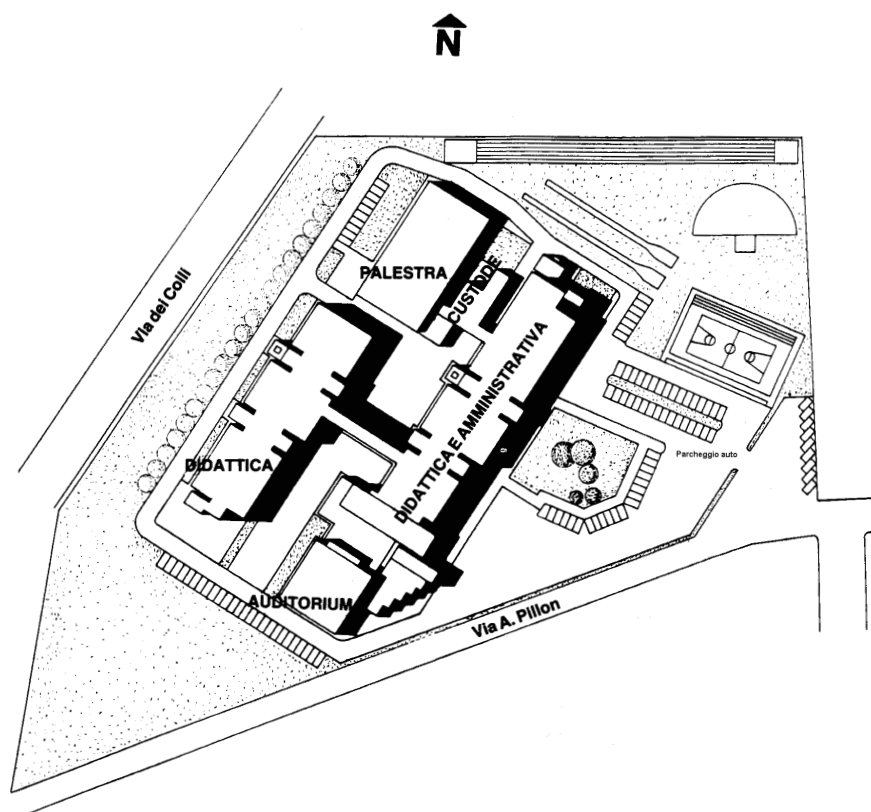 N
Via dei Colli
PALESTRA
CUSTODE
DIDATTICA E AMMINISTRATIVA
DIDATTICA
Parcheggio auto
AUDITORIUM
Via A. Pillon